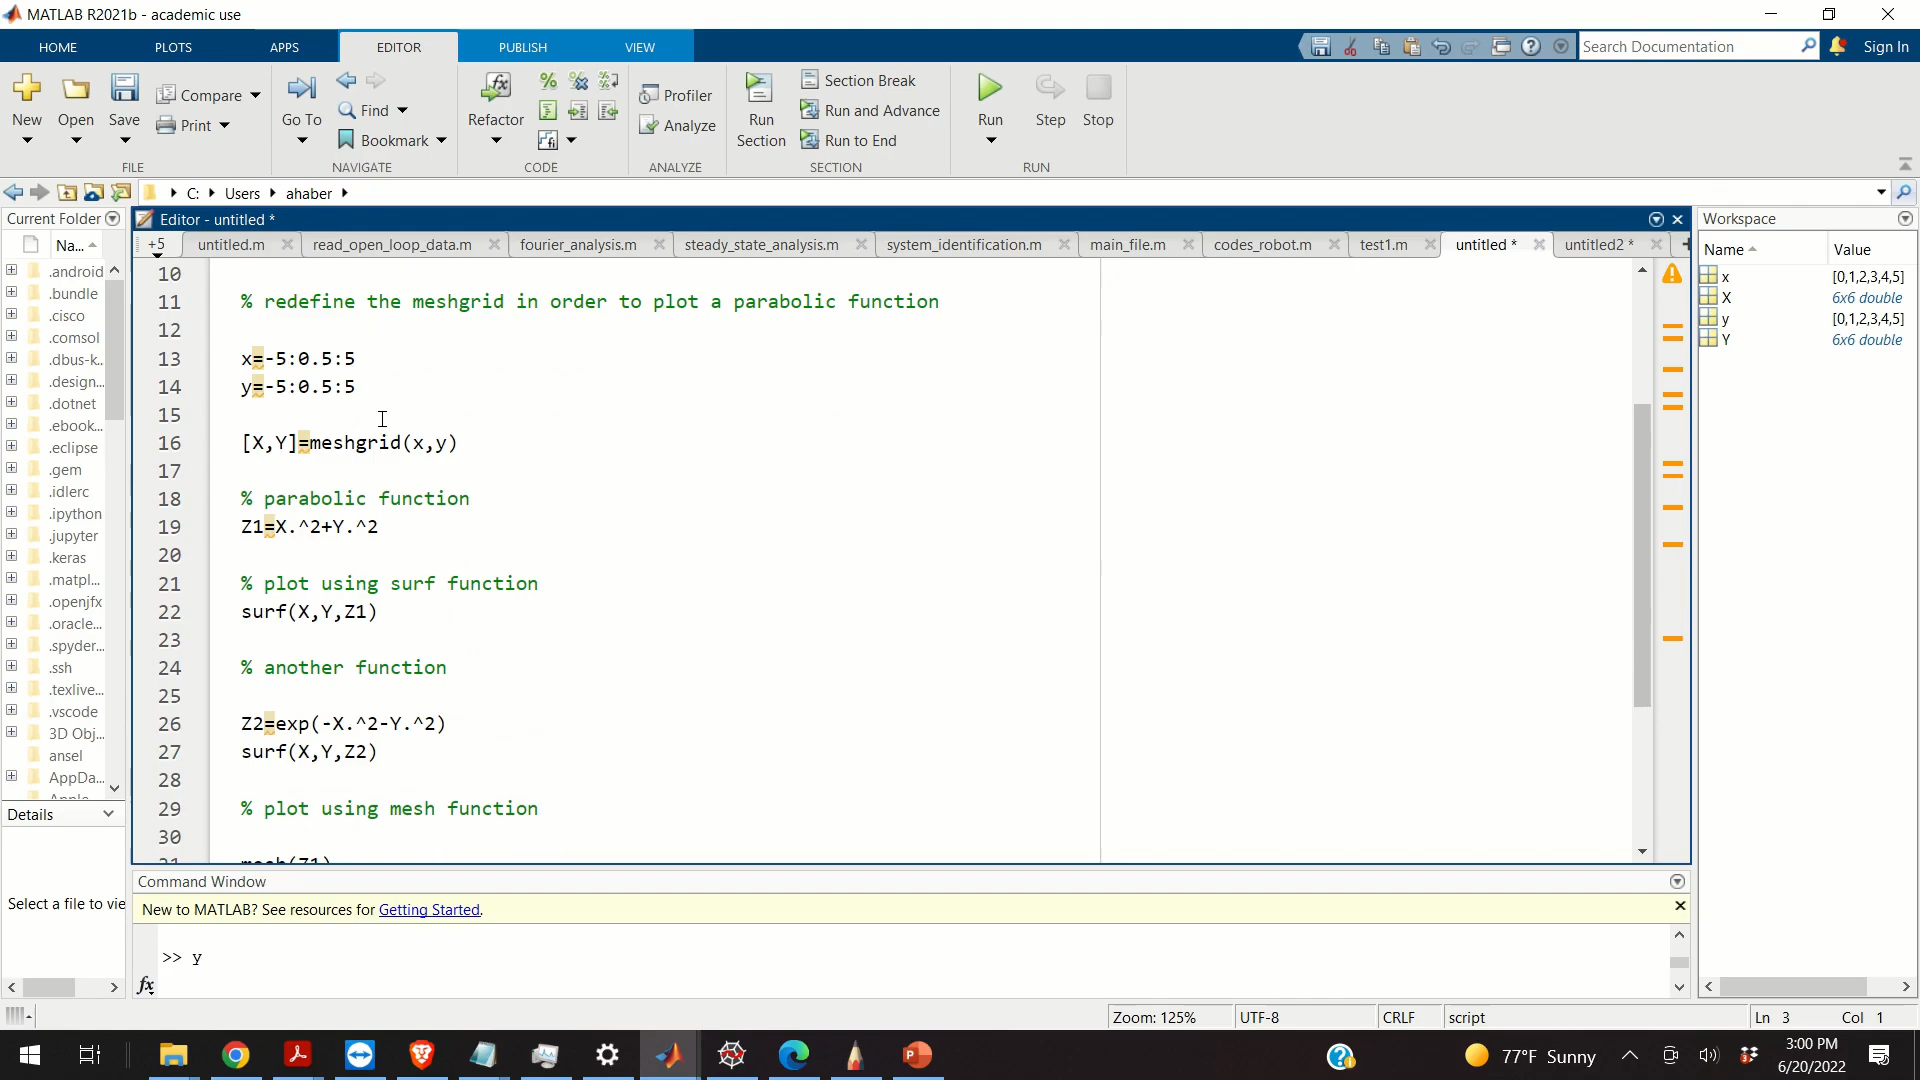 MATLAB R2021b - academic use
HOME PLOTS APPS EDITOR PUBLISH VIEW
Search Documentation
Sign In
New Open Save Compare Print
FILE
Go To Find Bookmark
NAVIGATE
Refactor
CODE
Profiler
Analyze
ANALYZE
Run Section
Section Break
Run and Advance
Run to End
SECTION
Run Step Stop
RUN
C: Users ahaber
Current Folder
Na...
.android
.bundle
.cisco
.comsol
.dbus-k...
.design...
.dotnet
.ebook...
.eclipse
.gem
.idlerc
.ipython
.jupyter
.keras
.matpl...
.openjfx
.oracle...
.spyder...
.ssh
.texlive...
.vscode
3D Obj...
ansel
AppDa...
Details
Select a file to vie
Editor - untitled *
+5 untitled.m read_open_loop_data.m fourier_analysis.m steady_state_analysis.m system_identification.m main_file.m codes_robot.m test1.m untitled * untitled2 *
10
11 % redefine the meshgrid in order to plot a parabolic function
12
13 x=-5:0.5:5
14 y=-5:0.5:5
15
16 [X,Y]=meshgrid(x,y)
17
18 % parabolic function
19 Z1=X.^2+Y.^2
20
21 % plot using surf function
22 surf(X,Y,Z1)
23
24 % another function
25
26 Z2=exp(-X.^2-Y.^2)
27 surf(X,Y,Z2)
28
29 % plot using mesh function
30
31 mesh(Z1)
Command Window
New to MATLAB? See resources for Getting Started.
>> y
fx
Workspace
Name Value
x [0,1,2,3,4,5]
X 6x6 double
y [0,1,2,3,4,5]
Y 6x6 double
Zoom: 125% UTF-8 CRLF script Ln 3 Col 1
77°F Sunny
3:00 PM
6/20/2022